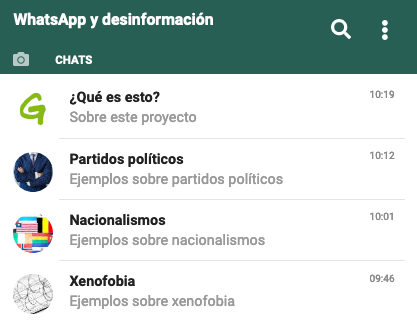 WhatsApp y desinformación
CHATS
¿Qué es esto? 10:19
Sobre este proyecto
Partidos políticos 10:12
Ejemplos sobre partidos políticos
Nacionalismos 10:01
Ejemplos sobre nacionalismos
Xenofobia 09:46
Ejemplos sobre xenofobia